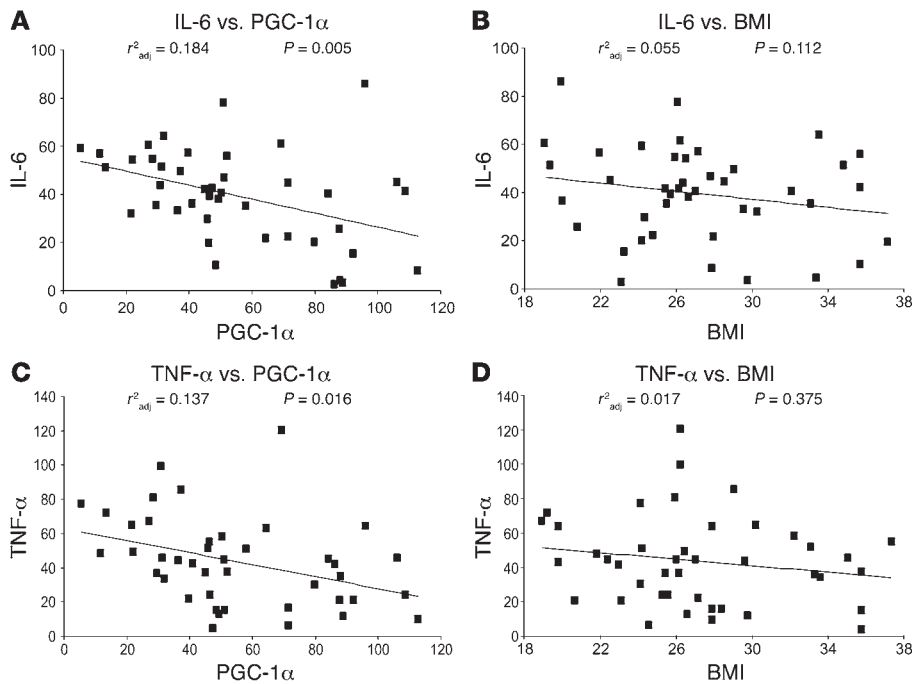 A
IL-6 vs. PGC-1α
r²adj = 0.184 P = 0.005
100
80
60
40
20
0
IL-6
0 20 40 60 80 100 120
PGC-1α
B
IL-6 vs. BMI
r²adj = 0.055 P = 0.112
100
80
60
40
20
0
IL-6
18 22 26 30 34 38
BMI
C
TNF-α vs. PGC-1α
r²adj = 0.137 P = 0.016
140
120
100
80
60
40
20
0
TNF-α
0 20 40 60 80 100 120
PGC-1α
D
TNF-α vs. BMI
r²adj = 0.017 P = 0.375
140
120
100
80
60
40
20
0
TNF-α
18 22 26 30 34 38
BMI